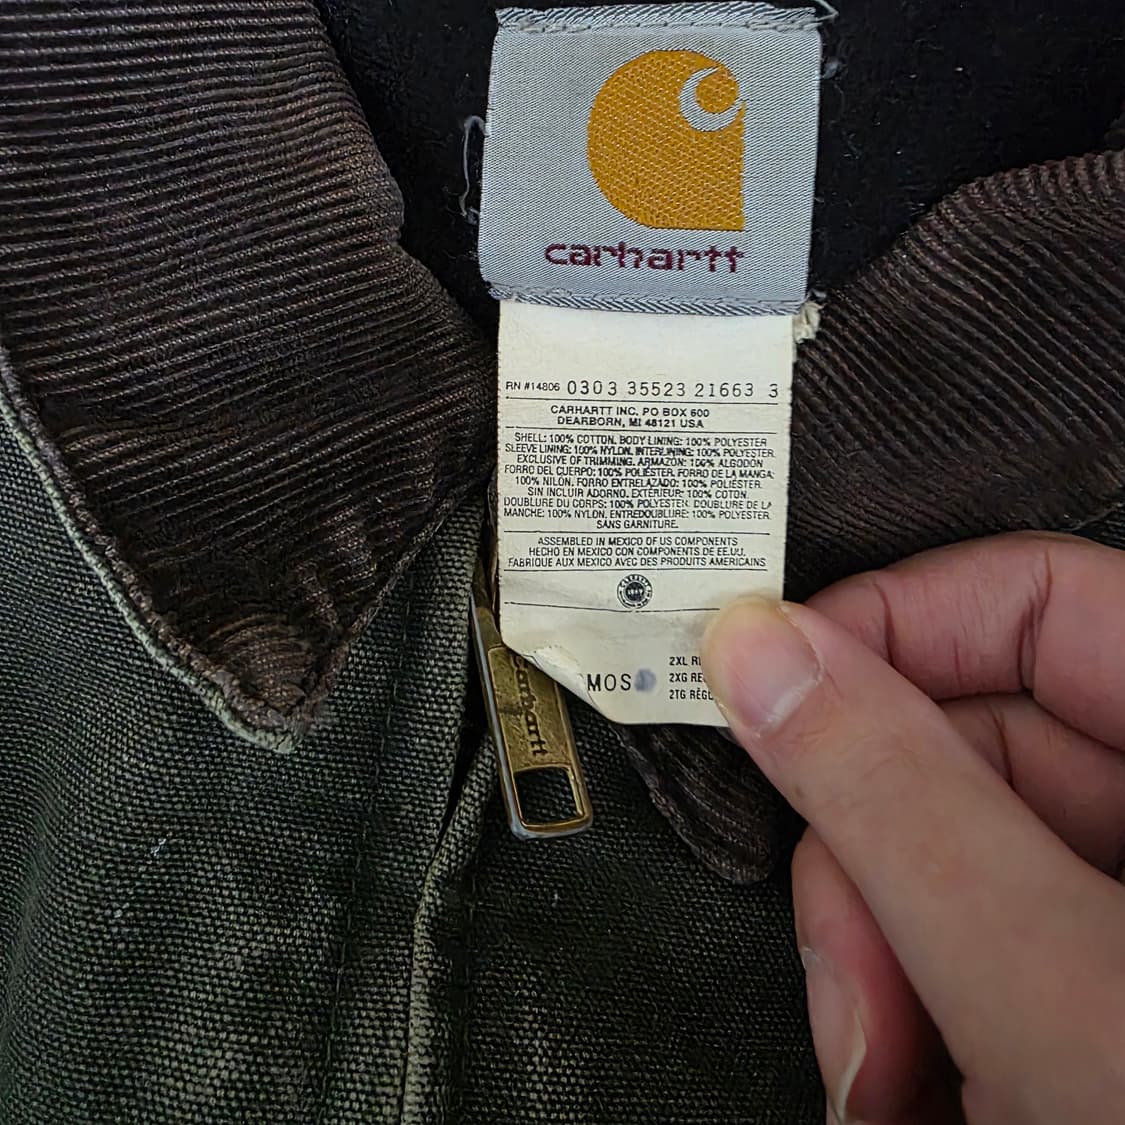 carhartt
RN #14806 0303 35523 21663 3
CARHARTT INC. PO BOX 600
DEARBORN, MI 48121 USA
SHELL: 100% COTTON. BODY LINING: 100% POLYESTER
SLEEVE LINING: 100% NYLON. INTERLINING: 100% POLYESTER.
EXCLUSIVE OF TRIMMING. ARMAZON: 100% ALGODÓN
FORRO DEL CUERPO: 100% POLIÉSTER. FORRO DE LA MANGA:
100% NILÓN. FORRO ENTRELAZADO: 100% POLIÉSTER.
SIN INCLUIR ADORNO. EXTÉRIEUR: 100% COTON.
DOUBLURE DU CORPS: 100% POLYESTER. DOUBLURE DE LA
MANCHE: 100% NYLON. ENTREDOUBLURE: 100% POLYESTER.
SANS GARNITURE.
ASSEMBLED IN MEXICO OF US COMPONENTS
HECHO EN MEXICO CON COMPONENTS DE EE.UU.
FABRIQUE AUX MEXICO AVEC DES PRODUITS AMERICAINS
MOS
2XL
2XG
2TG
carhartt